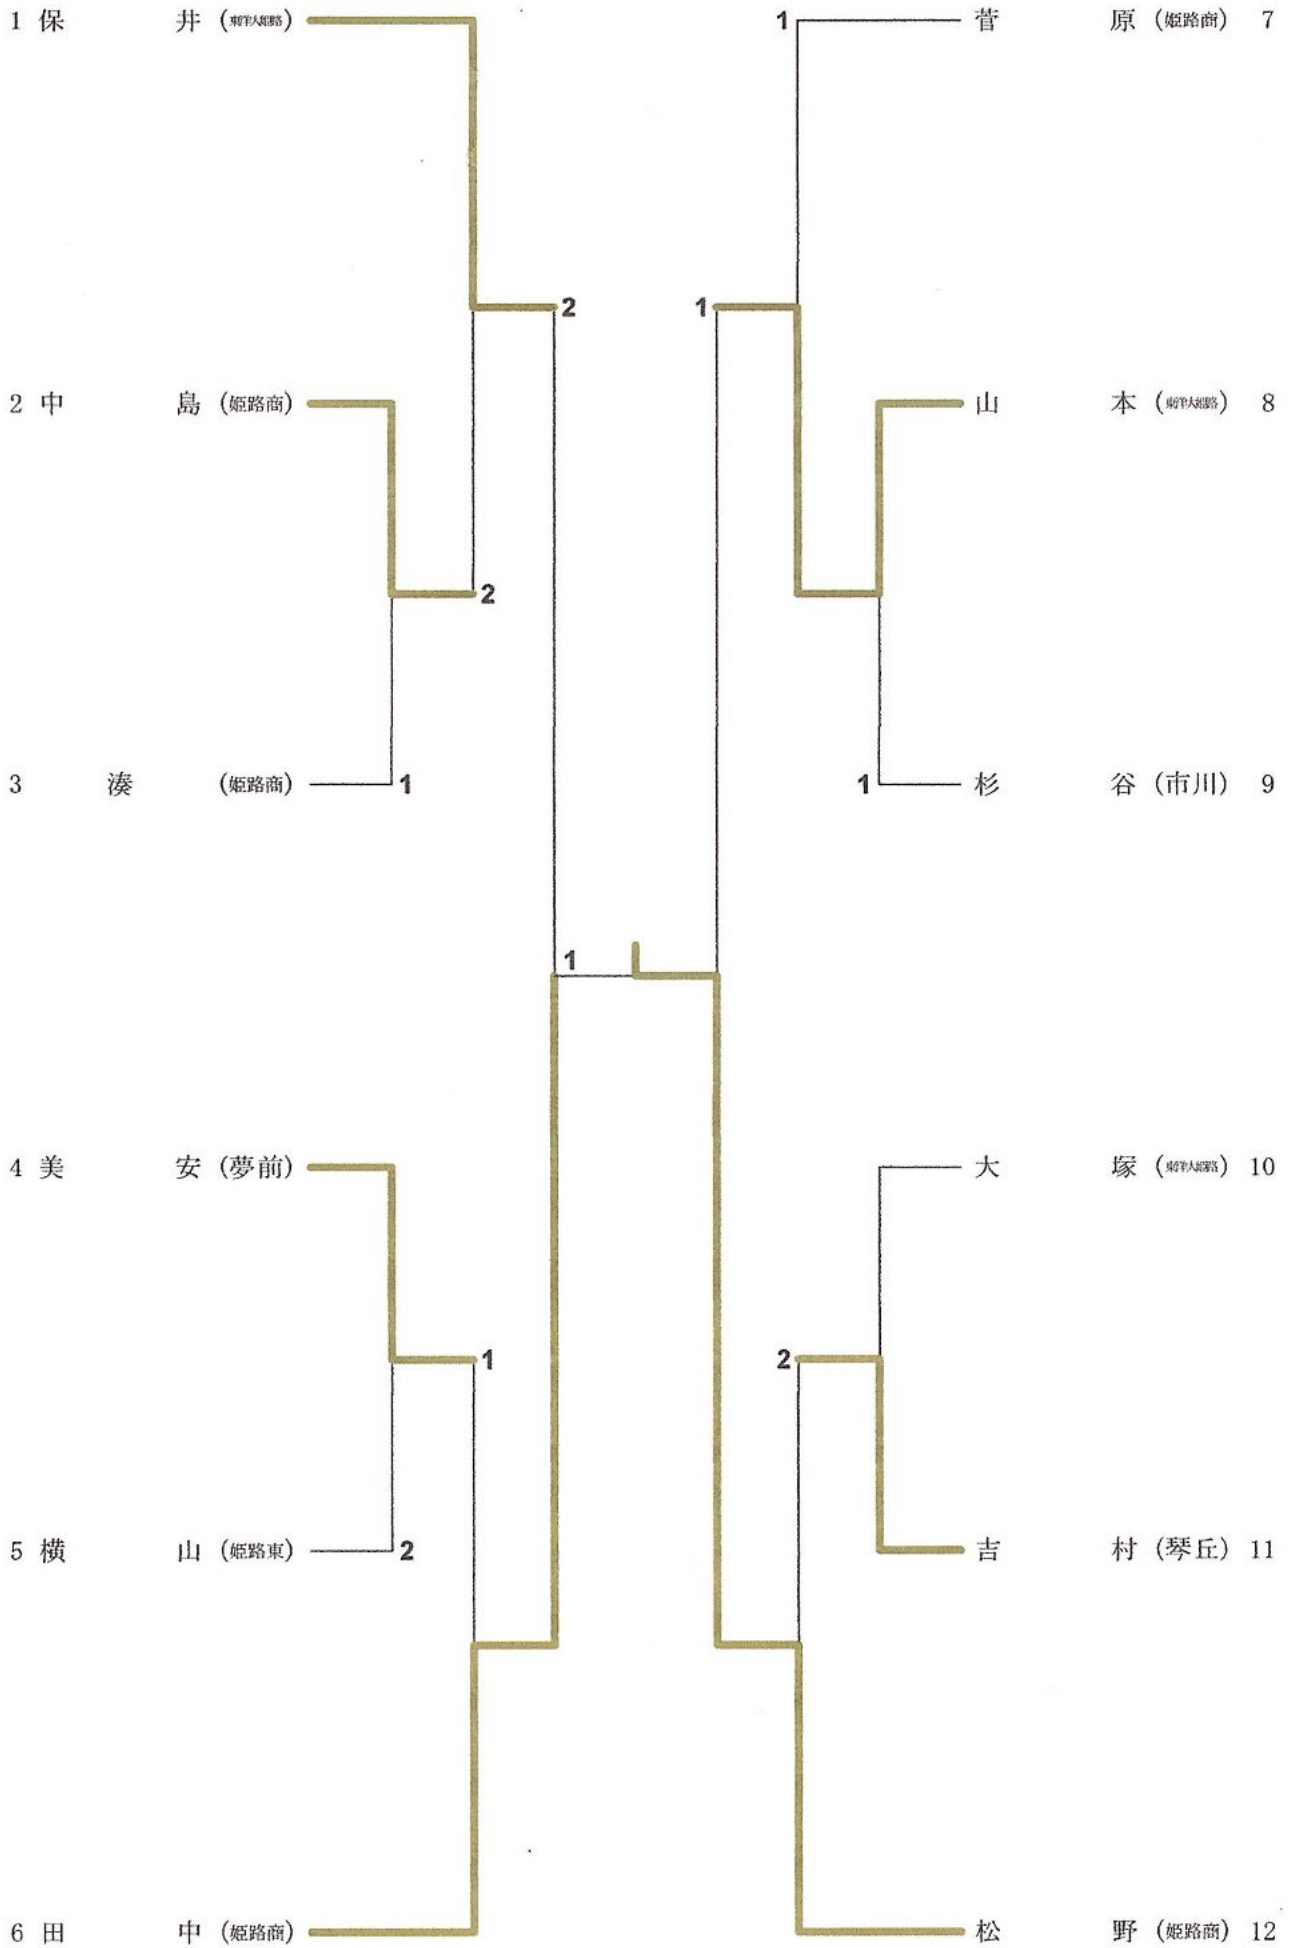 1 保 井 (東洋大姫路)
1 菅 原 (姫路商) 7
2
1
2 中 島 (姫路商)
山 本 (東洋大姫路) 8
2
3 湊 (姫路商) 1
1 杉 谷 (市川) 9
1
4 美 安 (夢前)
大 塚 (東洋大姫路) 10
1
2
5 横 山 (姫路東) 2
吉 村 (琴丘) 11
6 田 中 (姫路商)
松 野 (姫路商) 12